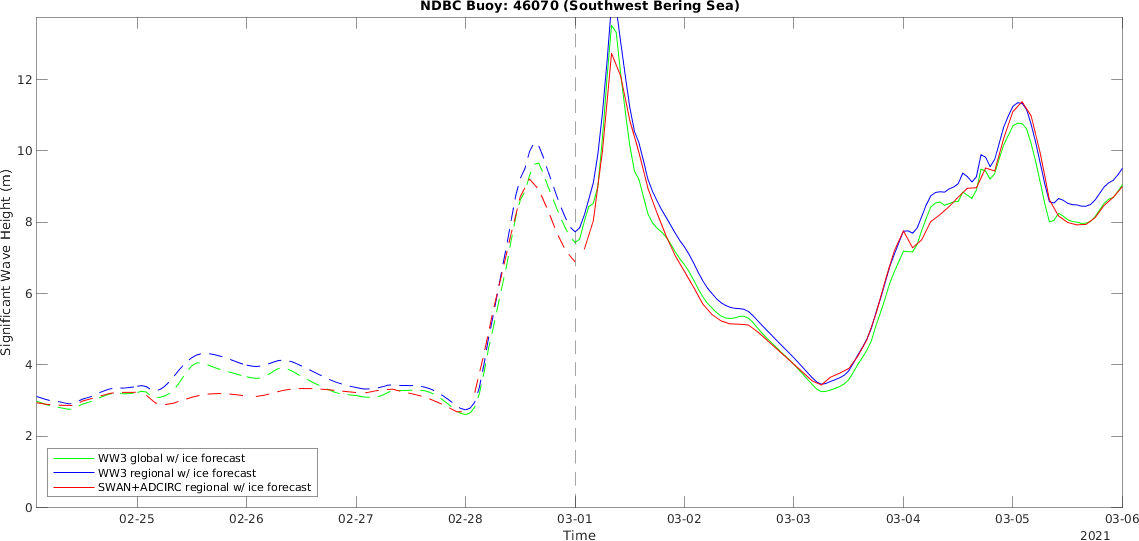 NDBC Buoy: 46070 (Southwest Bering Sea)
Significant Wave Height (m)
12
10
8
6
4
2
0
WW3 global w/ ice forecast
WW3 regional w/ ice forecast
SWAN+ADCIRC regional w/ ice forecast
02-25 02-26 02-27 02-28 03-01 03-02 03-03 03-04 03-05 03-06
Time
2021